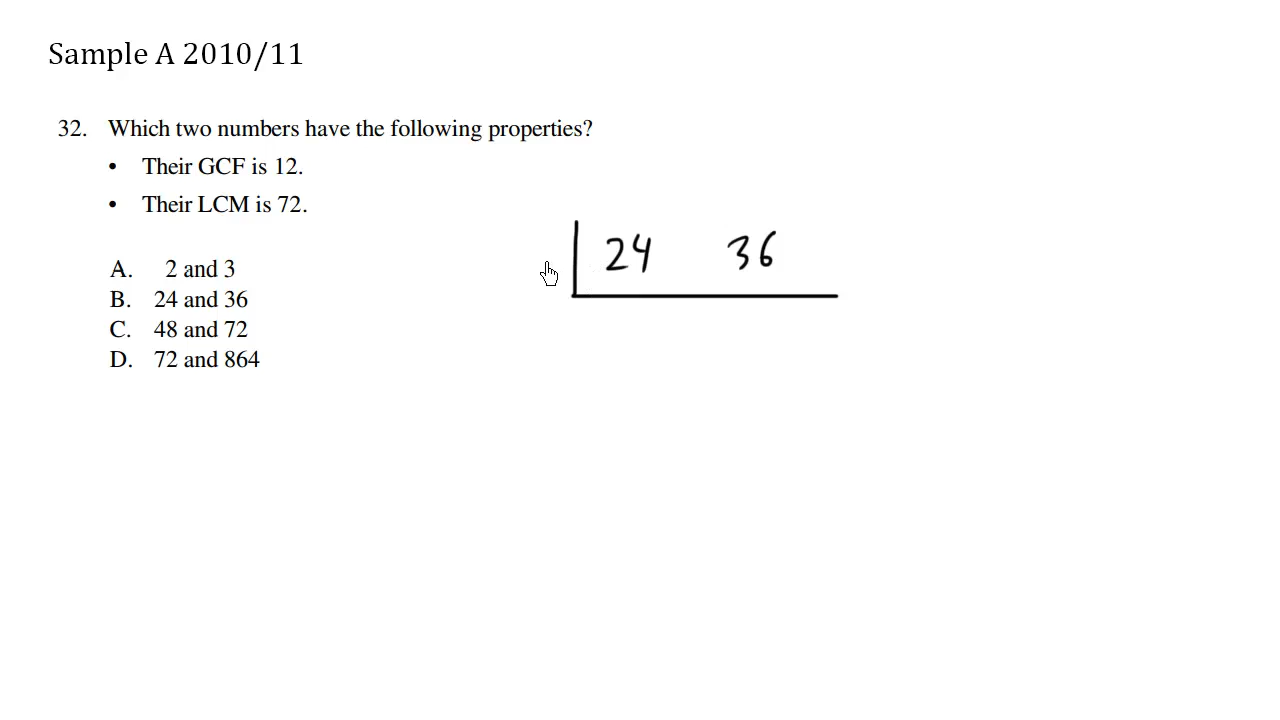 Sample A 2010/11
32. Which two numbers have the following properties?
• Their GCF is 12.
• Their LCM is 72.
24 36
A. 2 and 3
B. 24 and 36
C. 48 and 72
D. 72 and 864